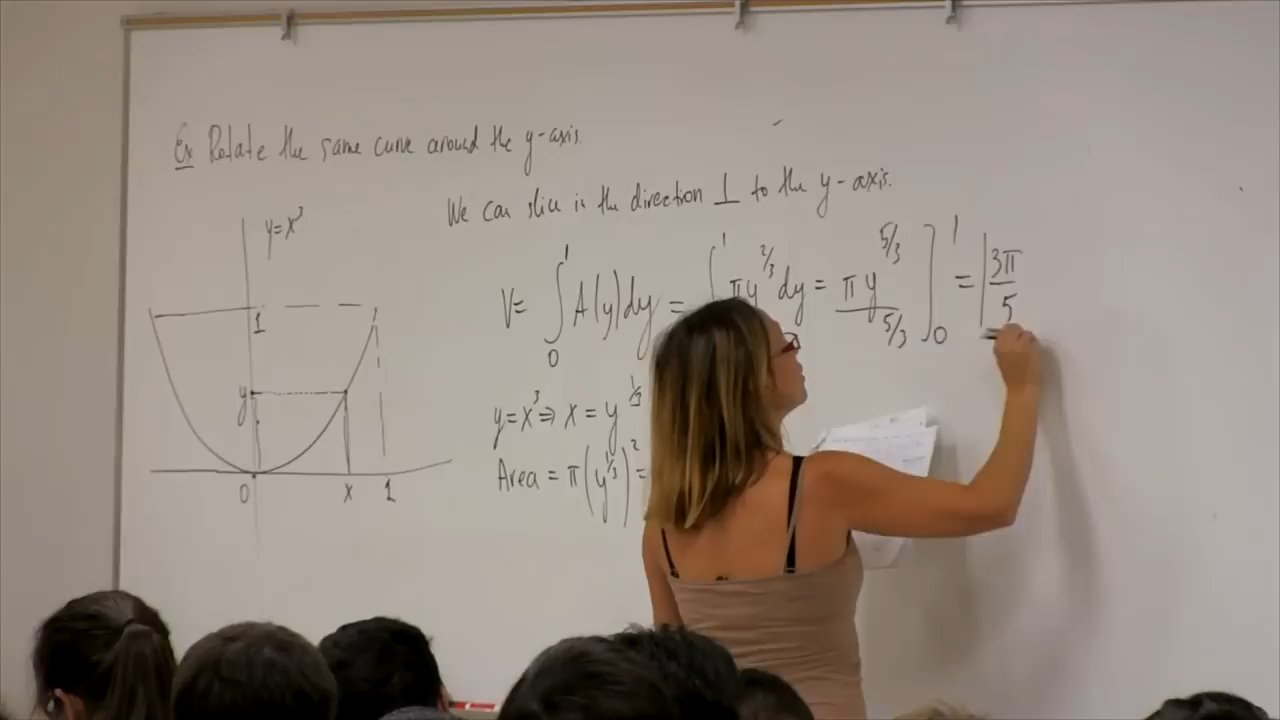 Ex Rotate the same curve around the y-axis.
We can slice in the direction ⊥ to the y-axis.
y=x³
1
y
0 x 1
V= ∫₀¹ A(y)dy = ∫¹ πy^2/3 dy = πy^5/3 / 5/3 ]₀¹ = 3π/5
y=x³ ⇒ x = y^1/3
Area = π(y^1/3)² =